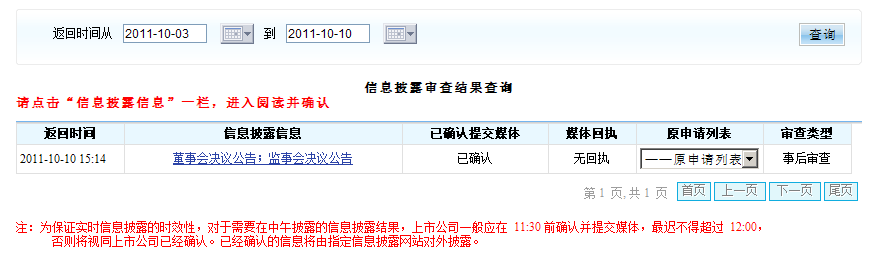 返回时间从 2011-10-03 到 2011-10-10 查询
信息披露审查结果查询
请点击“信息披露信息”一栏，进入阅读并确认
返回时间 信息披露信息 已确认提交媒体 媒体回执 原申请列表 审查类型
2011-10-10 15:14 董事会决议公告；监事会决议公告 已确认 无回执 ——原申请列表 事后审查
第 1 页,共 1 页 首页 上一页 下一页 尾页
注：为保证实时信息披露的时效性，对于需要在中午披露的信息披露结果，上市公司一般应在 11:30 前确认并提交媒体，最迟不得超过 12:00，
否则将视同上市公司已经确认。已经确认的信息将由指定信息披露网站对外披露。